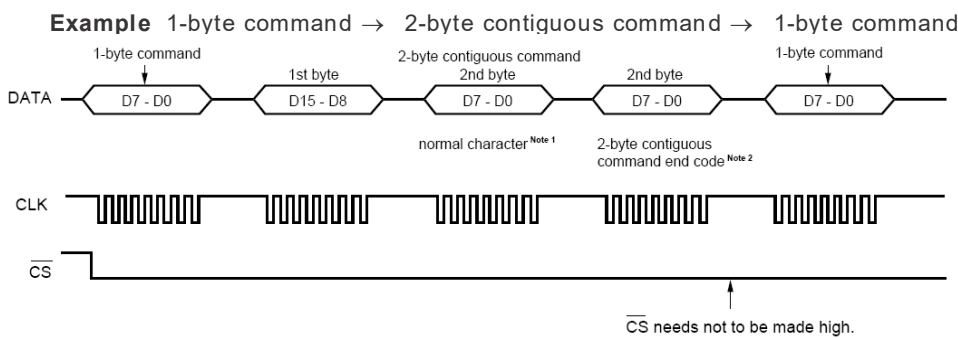 Example 1-byte command → 2-byte contiguous command → 1-byte command
1-byte command
2-byte contiguous command
1-byte command
1st byte
2nd byte
2nd byte
DATA
D7 - D0
D15 - D8
D7 - D0
D7 - D0
D7 - D0
normal character Note 1
2-byte contiguous
command end code Note 2
CLK
CS
CS needs not to be made high.